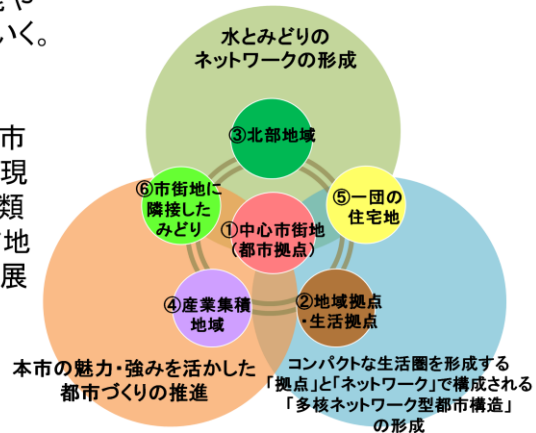 いく。
市
現
類
地
展
水とみどりの
ネットワークの形成
③北部地域
⑥市街地に
隣接した
みどり
⑤一団の
住宅地
①中心市街地
（都市拠点）
④産業集積
地域
②地域拠点
・生活拠点
本市の魅力・強みを活かした
都市づくりの推進
コンパクトな生活圏を形成する
「拠点」と「ネットワーク」で構成される
「多核ネットワーク型都市構造」
の形成